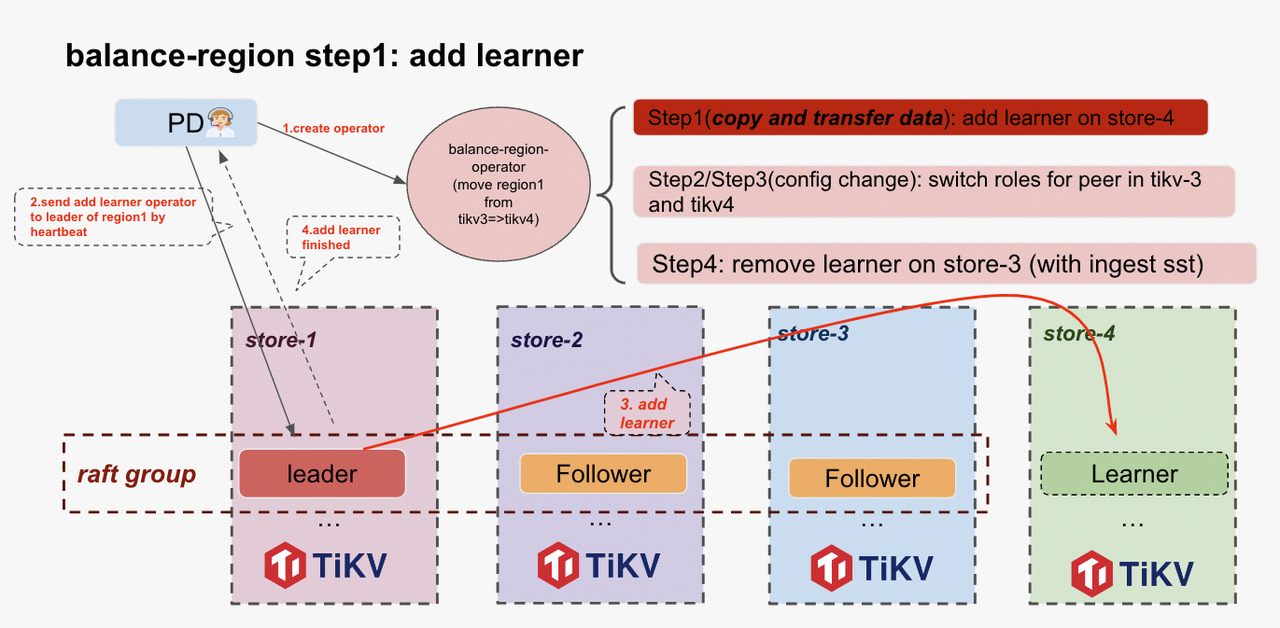 balance-region step1: add learner
PD
1.create operator
balance-region-
operator
(move region1
from
tikv3=>tikv4)
Step1(copy and transfer data): add learner on store-4
Step2/Step3(config change): switch roles for peer in tikv-3
and tikv4
Step4: remove learner on store-3 (with ingest sst)
2.send add learner operator
to leader of region1 by
heartbeat
4.add learner
finished
store-1
store-2
store-3
store-4
3. add
learner
raft group
leader
Follower
Follower
Learner
...
...
...
...
TiKV
TiKV
TiKV
TiKV